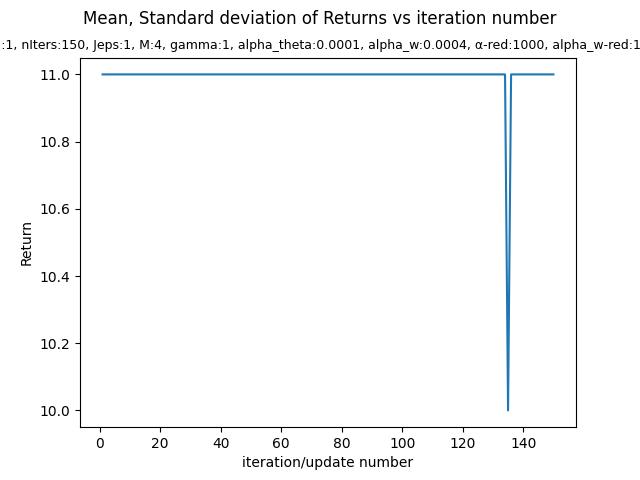 Mean, Standard deviation of Returns vs iteration number
:1, nIters:150, Jeps:1, M:4, gamma:1, alpha_theta:0.0001, alpha_w:0.0004, α-red:1000, alpha_w-red:1
11.0
10.8
10.6
10.4
10.2
10.0
Return
0 20 40 60 80 100 120 140
iteration/update number